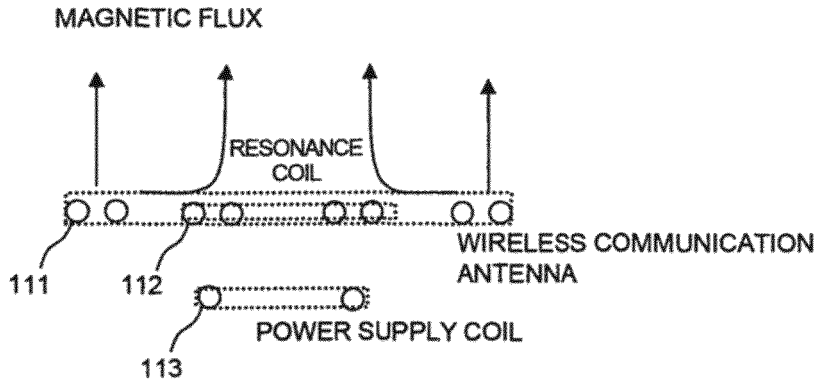 MAGNETIC FLUX
RESONANCE
COIL
WIRELESS COMMUNICATION
ANTENNA
111
112
POWER SUPPLY COIL
113